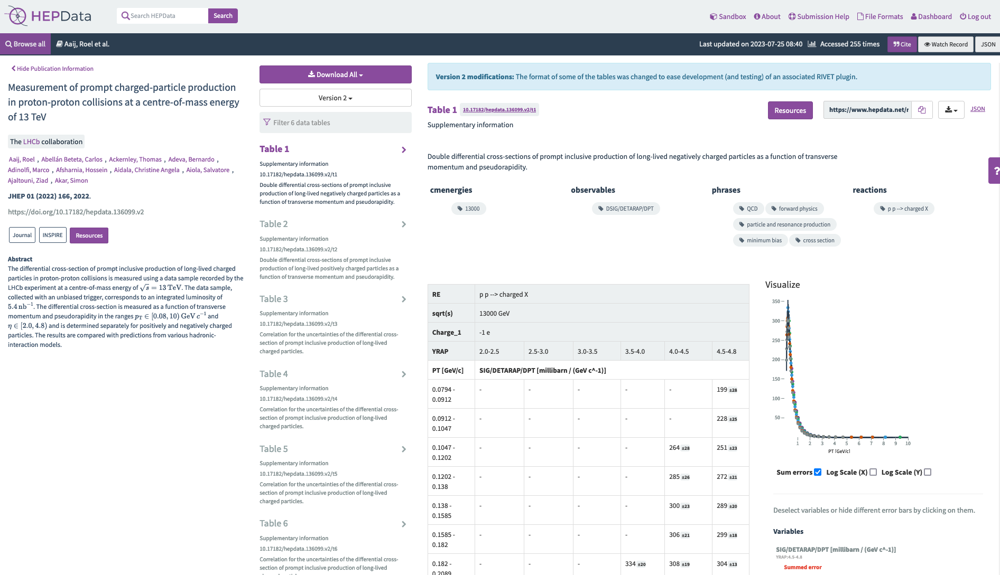 HEPData
Search HEPData
Search
Sandbox
About
Submission Help
File Formats
Dashboard
Log out
Browse all
Aaij, Roel et al.
Last updated on 2023-07-25 08:40
Accessed 255 times
Cite
Watch Record
JSON
Hide Publication Information
Measurement of prompt charged-particle production
in proton-proton collisions at a centre-of-mass energy
of 13 TeV
The LHCb collaboration
Aaij, Roel , Abellán Beteta, Carlos , Ackernley, Thomas , Adeva, Bernardo ,
Adinolfi, Marco , Afsharnia, Hossein , Aidala, Christine Angela , Aiola, Salvatore ,
Ajaltouni, Ziad , Akar, Simon
JHEP 01 (2022) 166, 2022.
https://doi.org/10.17182/hepdata.136099.v2
Journal
INSPIRE
Resources
Abstract
The differential cross-section of prompt inclusive production of long-lived charged
particles in proton-proton collisions is measured using a data sample recorded by the
LHCb experiment at a centre-of-mass energy of √s = 13 TeV. The data sample,
collected with an unbiased trigger, corresponds to an integrated luminosity of
5.4 nb⁻¹. The differential cross-section is measured as a function of transverse
momentum and pseudorapidity in the ranges pT ∈ [0.08, 10) GeV c⁻¹ and
η ∈ [2.0, 4.8) and is determined separately for positively and negatively charged
particles. The results are compared with predictions from various hadronic-
interaction models.
Download All
Version 2
Filter 6 data tables
Table 1
Supplementary information
10.17182/hepdata.136099.v2/t1
Double differential cross-sections of prompt inclusive
production of long-lived negatively charged particles as a
function of transverse momentum and pseudorapidity.
Table 2
Supplementary information
10.17182/hepdata.136099.v2/t2
Double differential cross-sections of prompt inclusive
production of long-lived positively charged particles as a
function of transverse momentum and pseudorapidity.
Table 3
Supplementary information
10.17182/hepdata.136099.v2/t3
Correlation for the uncertainties of the differential cross-
section of prompt inclusive production of long-lived
charged particles.
Table 4
Supplementary information
10.17182/hepdata.136099.v2/t4
Correlation for the uncertainties of the differential cross-
section of prompt inclusive production of long-lived
charged particles.
Table 5
Supplementary information
10.17182/hepdata.136099.v2/t5
Correlation for the uncertainties of the differential cross-
section of prompt inclusive production of long-lived
charged particles.
Table 6
Supplementary information
10.17182/hepdata.136099.v2/t6
Correlation for the uncertainties of the differential cross-
section of prompt inclusive production of long-lived
Version 2 modifications: The format of some of the tables was changed to ease development (and testing) of an associated RIVET plugin.
Table 1 10.17182/hepdata.136099.v2/t1
Resources
https://www.hepdata.net/r
JSON
Supplementary information
Double differential cross-sections of prompt inclusive production of long-lived negatively charged particles as a function of transverse
momentum and pseudorapidity.
cmenergies
13000
observables
DSIG/DETARAP/DPT
phrases
QCD
forward physics
particle and resonance production
minimum bias
cross section
reactions
p p --> charged X
?
RE p p --> charged X
sqrt(s) 13000 GeV
Charge_1 -1 e
YRAP 2.0-2.5 2.5-3.0 3.0-3.5 3.5-4.0 4.0-4.5 4.5-4.8
PT [GeV/c] SIG/DETARAP/DPT [millibarn / (GeV c^-1)]
0.0794 - - - - - - 199 ±28
0.0912
0.0912 - - - - - - 228 ±25
0.1047
0.1047 - - - - - 264 ±28 251 ±23
0.1202
0.1202 - - - - - 285 ±26 272 ±21
0.138
0.138 - - - - - 300 ±23 289 ±20
0.1585
0.1585 - - - - - 306 ±21 299 ±18
0.182
0.182 - - - - 334 ±20 308 ±19 304 ±13
0.2089
Visualize
350
300
250
200
150
100
50
1 2 3 4 5 6 7 8 9 10
PT [GeV/c]
Sum errors Log Scale (X) Log Scale (Y)
Deselect variables or hide different error bars by clicking on them.
Variables
SIG/DETARAP/DPT [millibarn / (GeV c^-1)]
YRAP:4.5-4.8
Summed error